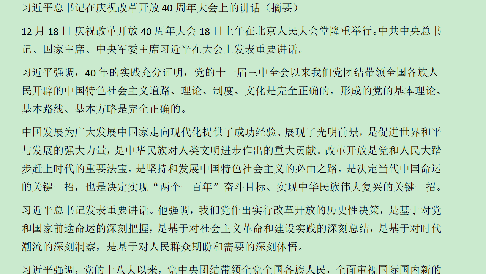 习近平总书记在庆祝改革开放 40 周年大会上的讲话（摘要）
12 月 18 日庆祝改革开放 40 周年大会 18 日上午在北京人民大会堂隆重举行。中共中央总书
记、国家主席、中央军委主席习近平在大会上发表重要讲话。
习近平强调，40 年的实践充分证明，党的十一届三中全会以来我们党团结带领全国各族人
民开辟的中国特色社会主义道路、理论、制度、文化是完全正确的，形成的党的基本理论、
基本路线、基本方略是完全正确的。
中国发展为广大发展中国家走向现代化提供了成功经验、展现了光明前景，是促进世界和平
与发展的强大力量，是中华民族对人类文明进步作出的重大贡献。改革开放是党和人民大踏
步赶上时代的重要法宝，是坚持和发展中国特色社会主义的必由之路，是决定当代中国命运
的关键一招，也是决定实现“两个一百年”奋斗目标、实现中华民族伟大复兴的关键一招。
习近平总书记发表重要讲话。他强调，我们党作出实行改革开放的历史性决策，是基于对党
和国家前途命运的深刻把握，是基于对社会主义革命和建设实践的深刻总结，是基于对时代
潮流的深刻洞察，是基于对人民群众期盼和需要的深刻体悟。
习近平强调，党的十八大以来，党中央团结带领全党全国各族人民，全面审视国际国内新的